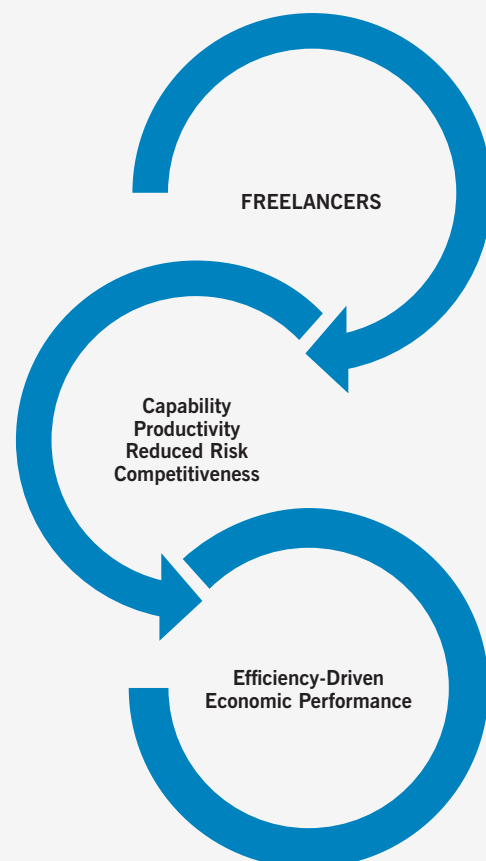 FREELANCERS
Capability
Productivity
Reduced Risk
Competitiveness
Efficiency-Driven
Economic Performance